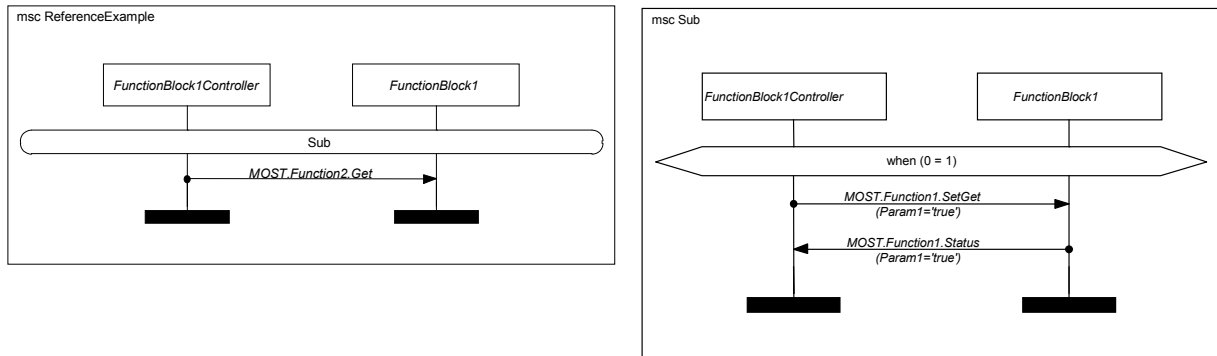 msc ReferenceExample
FunctionBlock1Controller
FunctionBlock1
Sub
MOST.Function2.Get
msc Sub
FunctionBlock1Controller
FunctionBlock1
when (0 = 1)
MOST.Function1.SetGet
(Param1='true')
MOST.Function1.Status
(Param1='true')